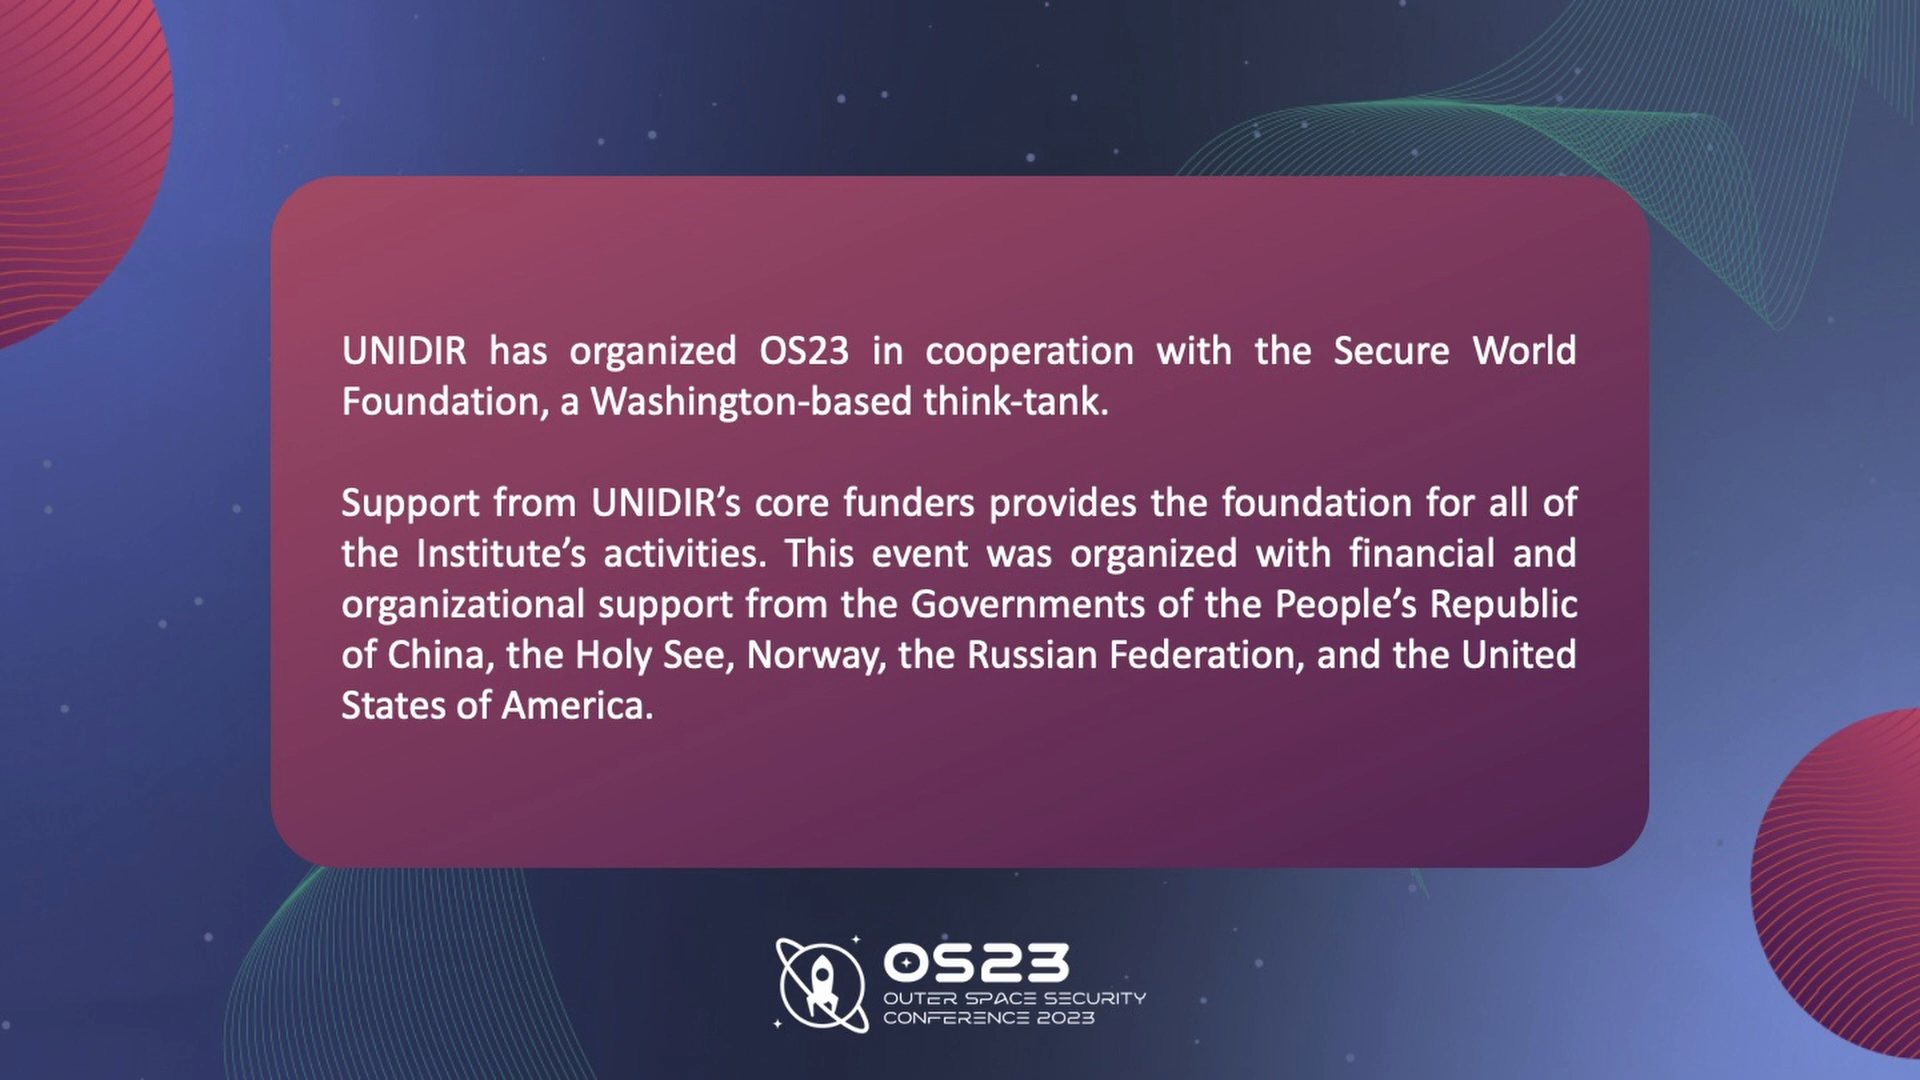 UNIDIR has organized OS23 in cooperation with the Secure World
Foundation, a Washington-based think-tank.
Support from UNIDIR’s core funders provides the foundation for all of
the Institute’s activities. This event was organized with financial and
organizational support from the Governments of the People’s Republic
of China, the Holy See, Norway, the Russian Federation, and the United
States of America.
OS23
OUTER SPACE SECURITY
CONFERENCE 2023